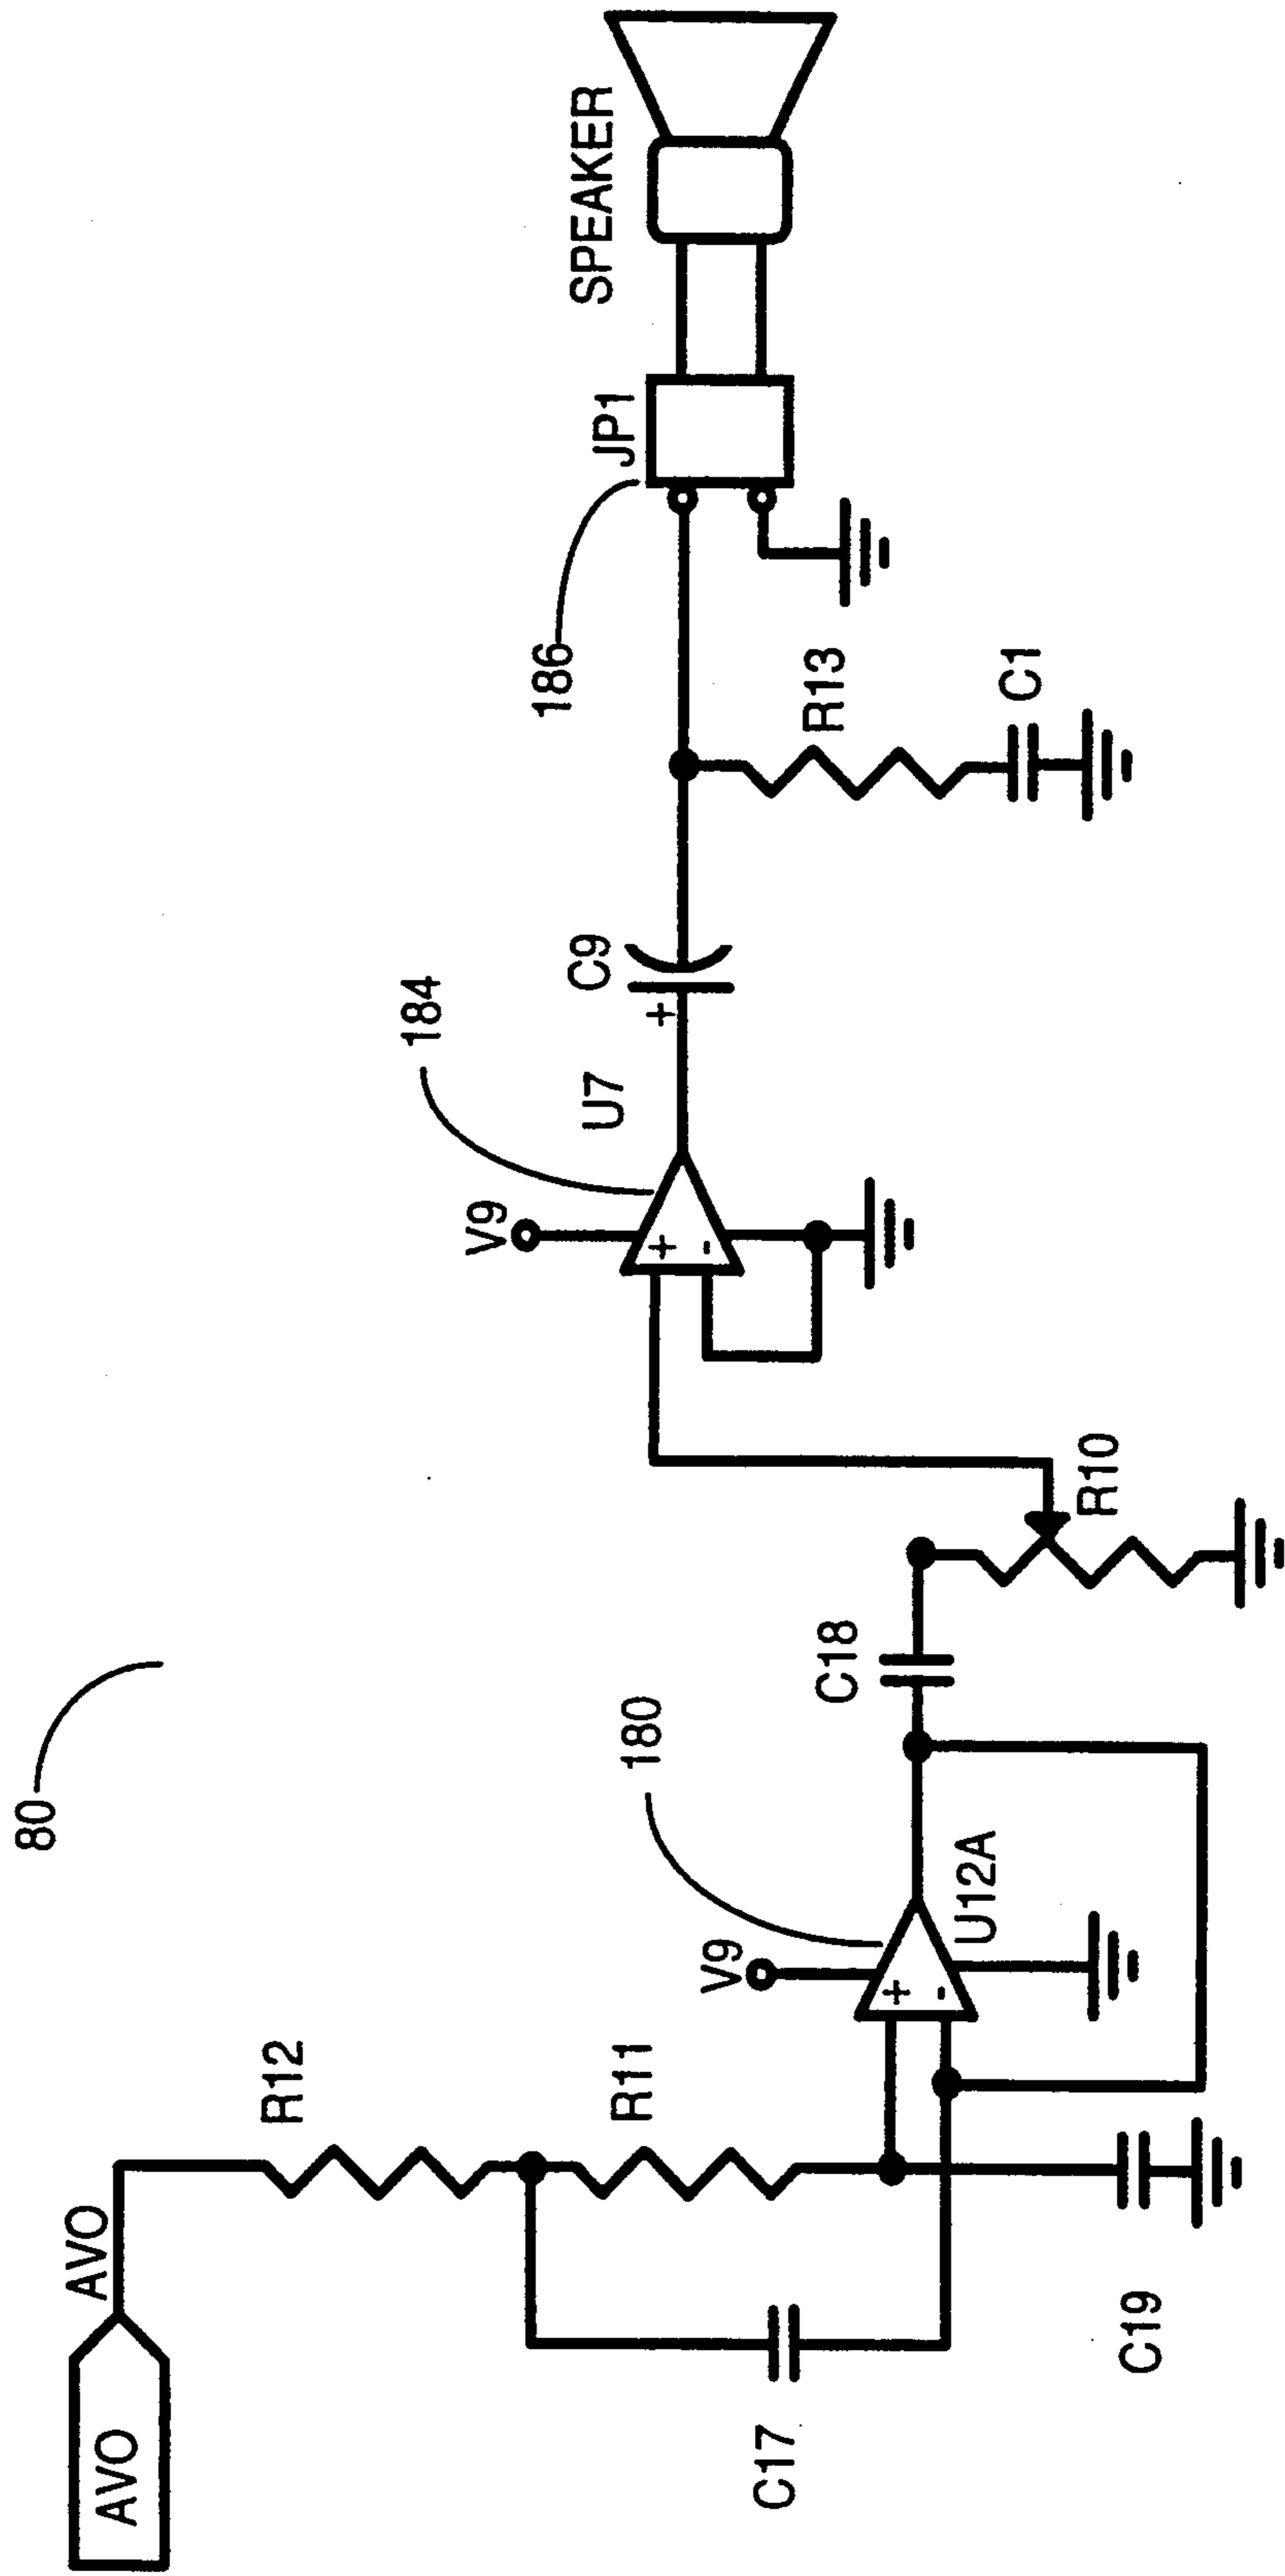 80
AVO
AVO
R12
R11
C17
C19
V9
+
-
U12A
180
C18
R10
V9
+
-
U7
184
+
C9
R13
C1
186
JP1
SPEAKER